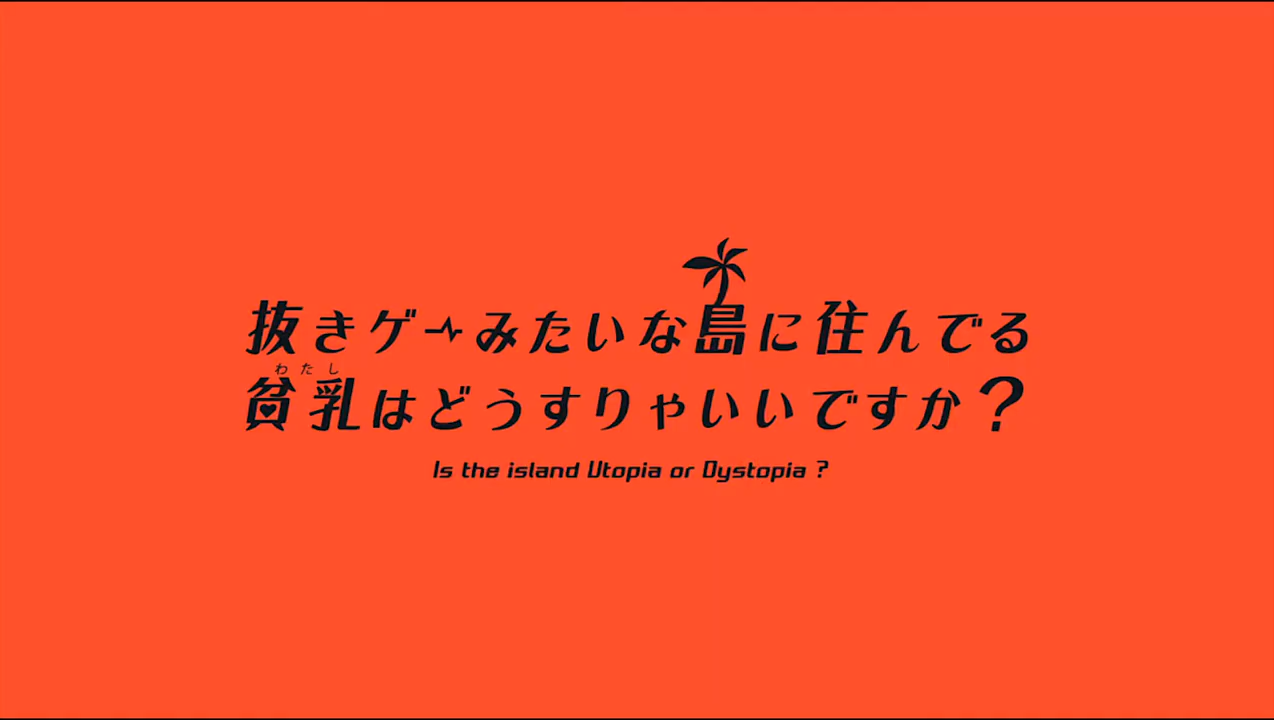 抜きゲーみたいな島に住んでる
わたし
貧乳はどうすりゃいいですか？
Is the island Utopia or Dystopia ?